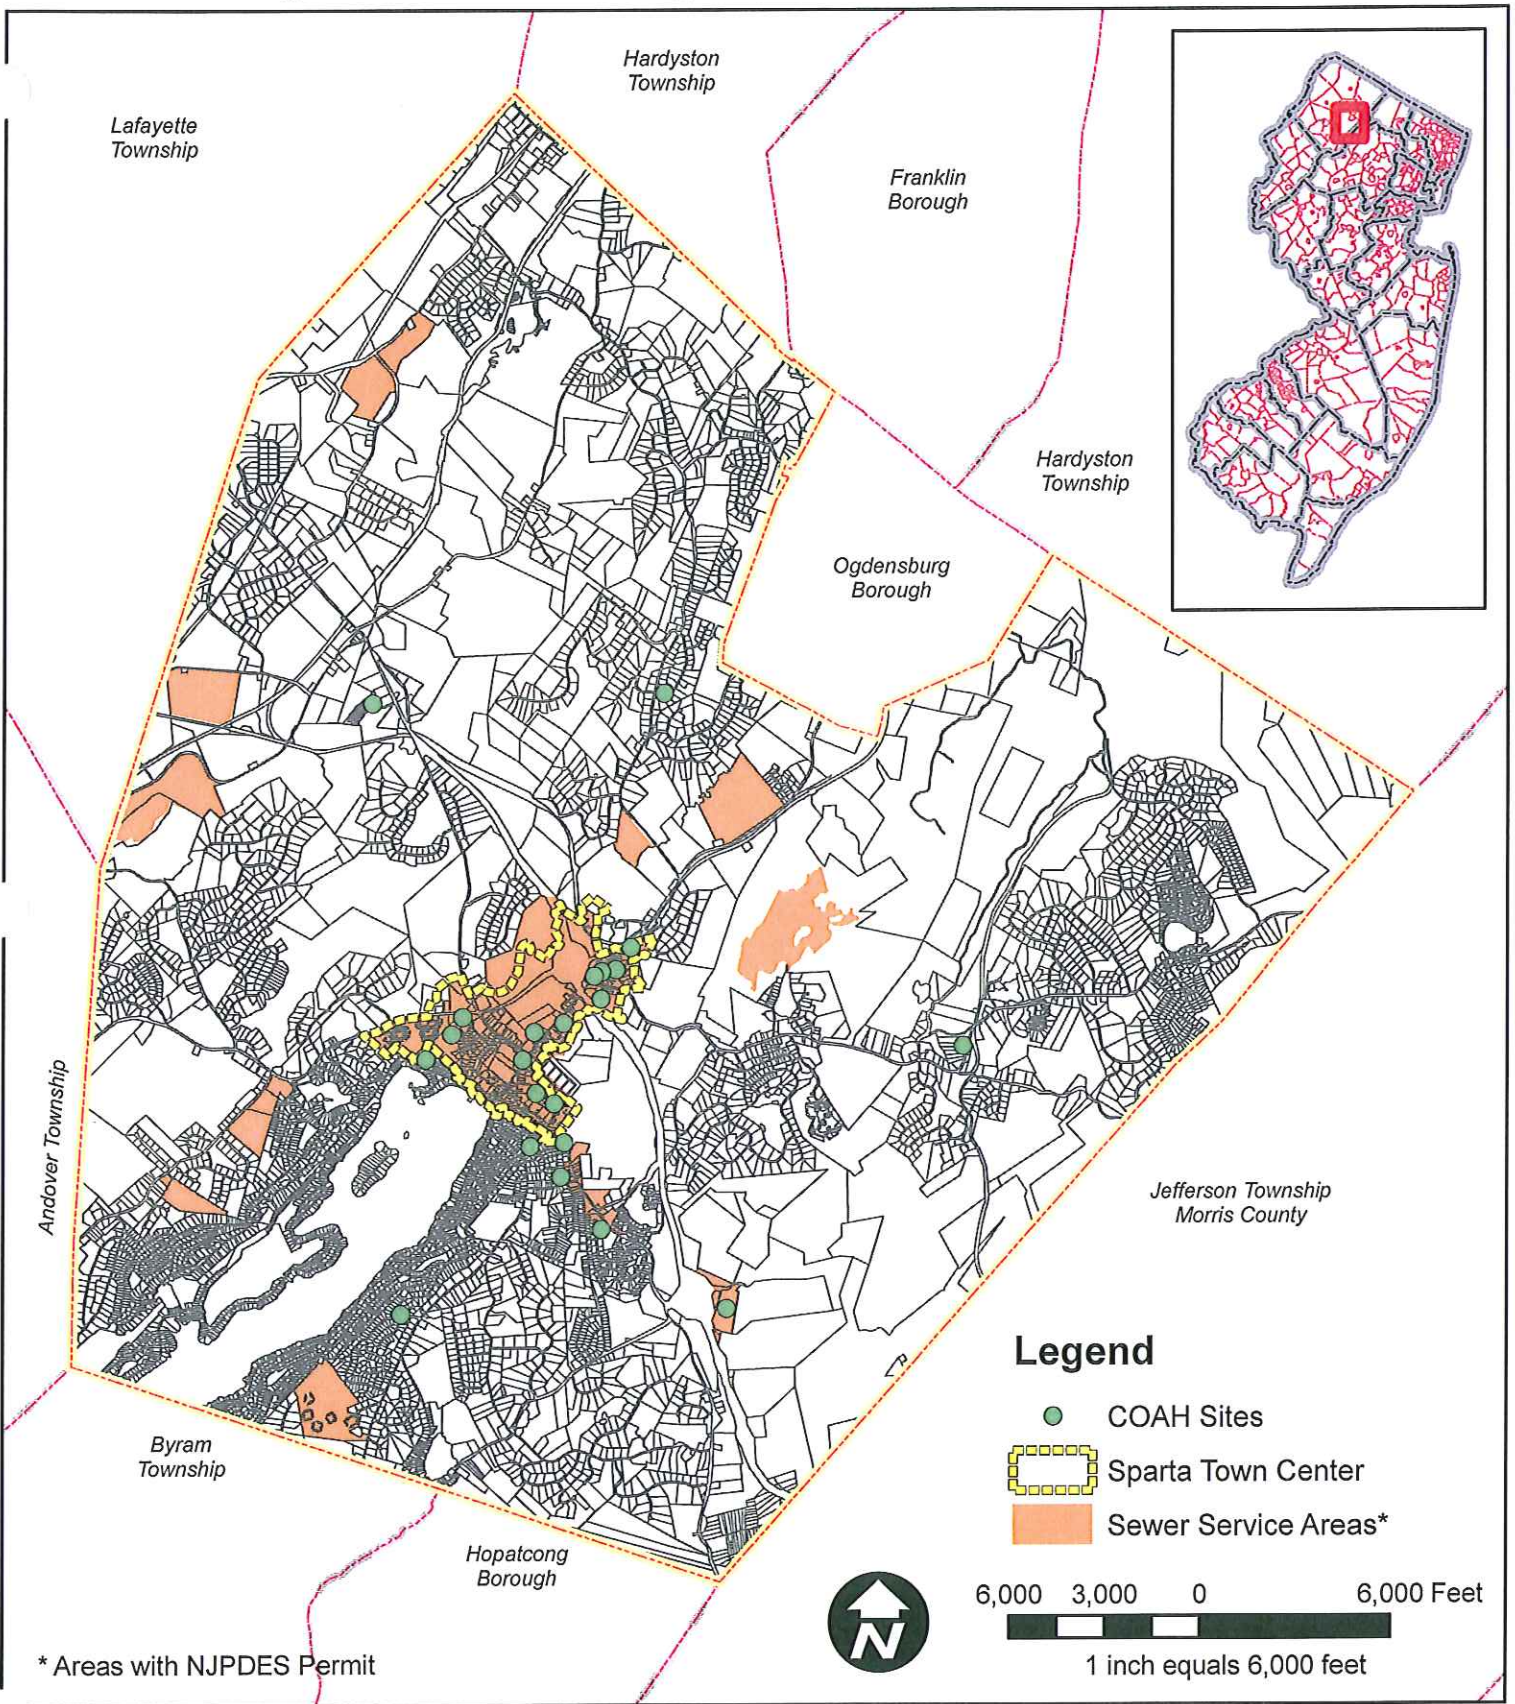 Hardyston
Township
Lafayette
Township
Franklin
Borough
Hardyston
Township
Ogdensburg
Borough
Andover Township
Jefferson Township
Morris County
Byram
Township
Hopatcong
Borough
Legend
COAH Sites
Sparta Town Center
Sewer Service Areas*
N
6,000 3,000 0 6,000 Feet
1 inch equals 6,000 feet
* Areas with NJPDES Permit